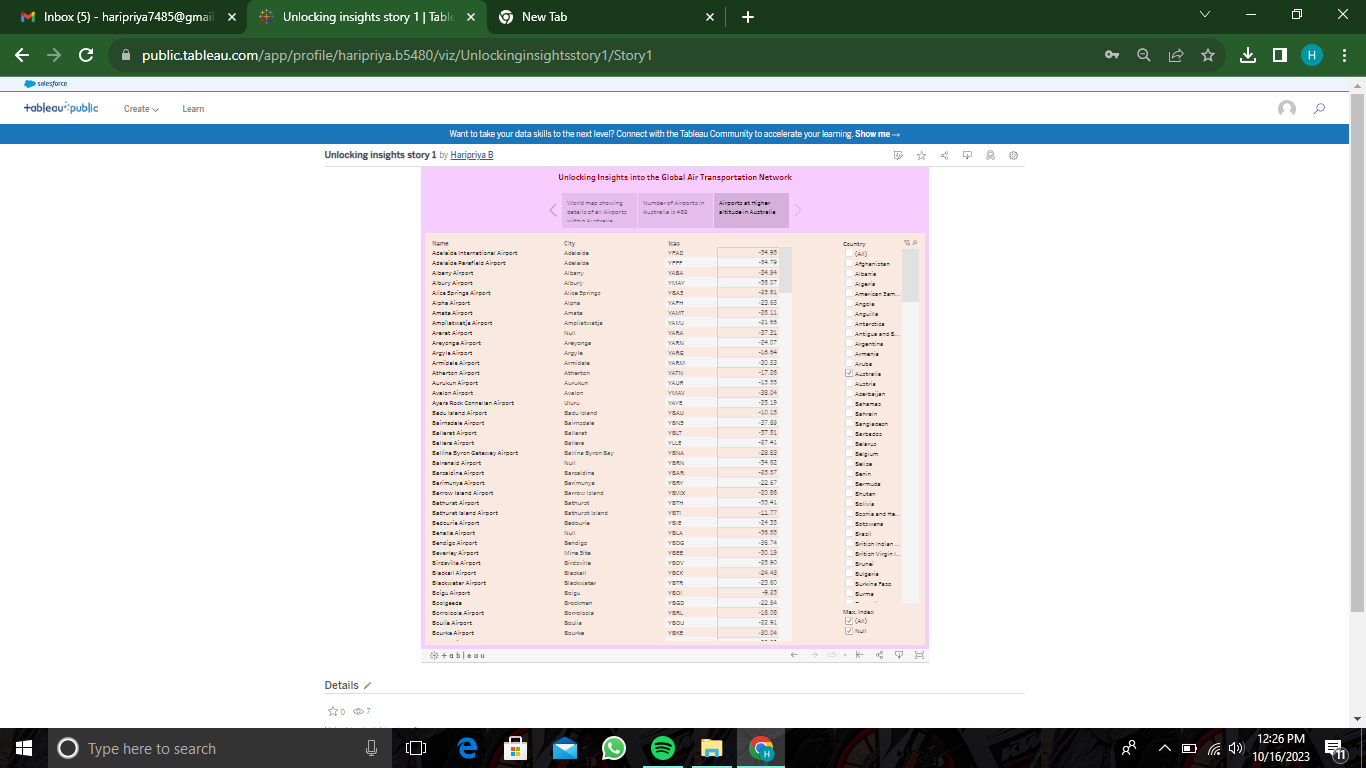 Inbox (5) - haripriya7485@gmail
Unlocking insights story 1 | Table
New Tab
public.tableau.com/app/profile/haripriya.b5480/viz/Unlockinginsightsstory1/Story1
H
salesforce
+ableau public
Create
Learn
Want to take your data skills to the next level? Connect with the Tableau Community to accelerate your learning. Show me →
Unlocking insights story 1 by Haripriya B
Unlocking Insights into the Global Air Transportation Network
World map showing details of all Airports within Australia
Number of Airports in Australia is 482
Airports at Higher altitude in Australia
Name City Icao
Adelaide International Airport Adelaide YPAD -34.95
Adelaide Parafield Airport Adelaide YPPF -34.79
Albany Airport Albany YABA -34.94
Albury Airport Albury YMAY -36.07
Alice Springs Airport Alice Springs YBAS -23.81
Alpha Airport Alpha YAPH -23.65
Amata Airport Amata YAMT -26.11
Ampilatwatja Airport Ampilatwatja YAMJ -21.66
Ararat Airport Null YARA -37.31
Areyonga Airport Areyonga YARN -24.07
Argyle Airport Argyle YARG -16.64
Armidale Airport Armidale YARM -30.53
Atherton Airport Atherton YATN -17.26
Aurukun Airport Aurukun YAUR -13.35
Avalon Airport Avalon YMAV -38.04
Ayers Rock Connellan Airport Uluru YAYE -25.19
Badu Island Airport Badu Island YBAU -10.15
Bairnsdale Airport Bairnsdale YBNS -37.89
Ballarat Airport Ballarat YBLT -37.51
Ballera Airport Ballera YLLE -27.41
Ballina Byron Gateway Airport Ballina Byron Bay YBNA -28.83
Balranald Airport Null YBRN -34.62
Barcaldine Airport Barcaldine YBAR -23.57
Barimunya Airport Barimunya YBRY -22.67
Barrow Island Airport Barrow Island YBWX -20.86
Bathurst Airport Bathurst YBTH -33.41
Bathurst Island Airport Bathurst Island YBTI -11.77
Bedourie Airport Bedourie YBIE -24.35
Benalla Airport Null YBLA -36.55
Bendigo Airport Bendigo YBDG -36.74
Beverley Airport Mine Site YBEE -30.19
Birdsville Airport Birdsville YBDV -25.90
Blackall Airport Blackall YBCK -24.43
Blackwater Airport Blackwater YBTR -23.60
Boigu Airport Boigu YBOI -9.23
Boolgeeda Brockman YBGD -22.54
Borroloola Airport Borroloola YBRL -16.08
Boulia Airport Boulia YBOU -22.91
Bourke Airport Bourke YBKE -30.04
Country
(All)
Afghanistan
Albania
Algeria
American Sam...
Angola
Anguilla
Antarctica
Antigua and B...
Argentina
Armenia
Aruba
Australia
Austria
Azerbaijan
Bahamas
Bahrain
Bangladesh
Barbados
Belarus
Belgium
Belize
Benin
Bermuda
Bhutan
Bolivia
Bosnia and He...
Botswana
Brazil
British Indian ...
British Virgin I...
Brunei
Bulgaria
Burkina Faso
Burma
Max. Index
(All)
Null
+ a b l e a u
Details
0 7
Type here to search
12:26 PM
10/16/2023
11